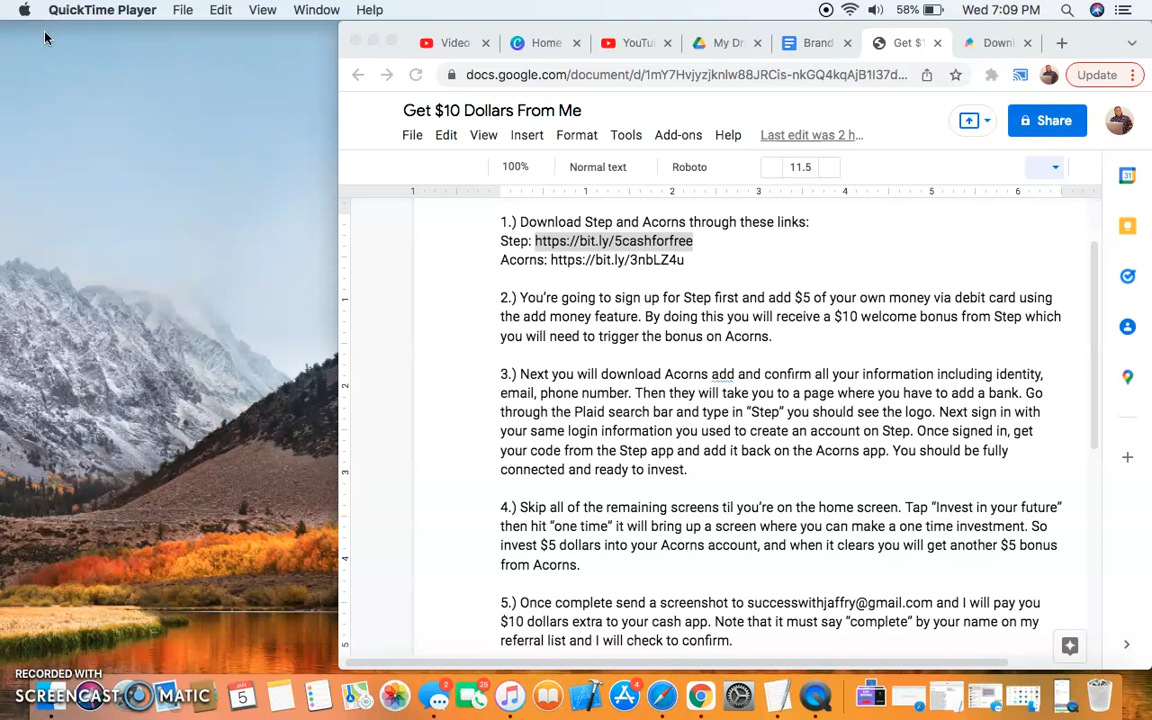 QuickTime Player File Edit View Window Help 58% Wed 7:09 PM
Video Home YouTu My Dr Brand Get $1 Downl
docs.google.com/document/d/1mY7Hvjyzjknlw88JRCis-nkGQ4kqAjB1I37d... Update
Get $10 Dollars From Me
File Edit View Insert Format Tools Add-ons Help Last edit was 2 h...
Share
100% Normal text Roboto 11.5
1 1 2 3 4 5 6
1.) Download Step and Acorns through these links:
Step: https://bit.ly/5cashforfree
Acorns: https://bit.ly/3nbLZ4u
2.) You're going to sign up for Step first and add $5 of your own money via debit card using
the add money feature. By doing this you will receive a $10 welcome bonus from Step which
you will need to trigger the bonus on Acorns.
3.) Next you will download Acorns add and confirm all your information including identity,
email, phone number. Then they will take you to a page where you have to add a bank. Go
through the Plaid search bar and type in “Step” you should see the logo. Next sign in with
your same login information you used to create an account on Step. Once signed in, get
your code from the Step app and add it back on the Acorns app. You should be fully
connected and ready to invest.
4.) Skip all of the remaining screens til you're on the home screen. Tap “Invest in your future”
then hit “one time” it will bring up a screen where you can make a one time investment. So
invest $5 dollars into your Acorns account, and when it clears you will get another $5 bonus
from Acorns.
5.) Once complete send a screenshot to successwithjaffry@gmail.com and I will pay you
$10 dollars extra to your cash app. Note that it must say “complete” by your name on my
referral list and I will check to confirm.
RECORDED WITH
SCREENCAST MATIC
JAN
5
2
26
4